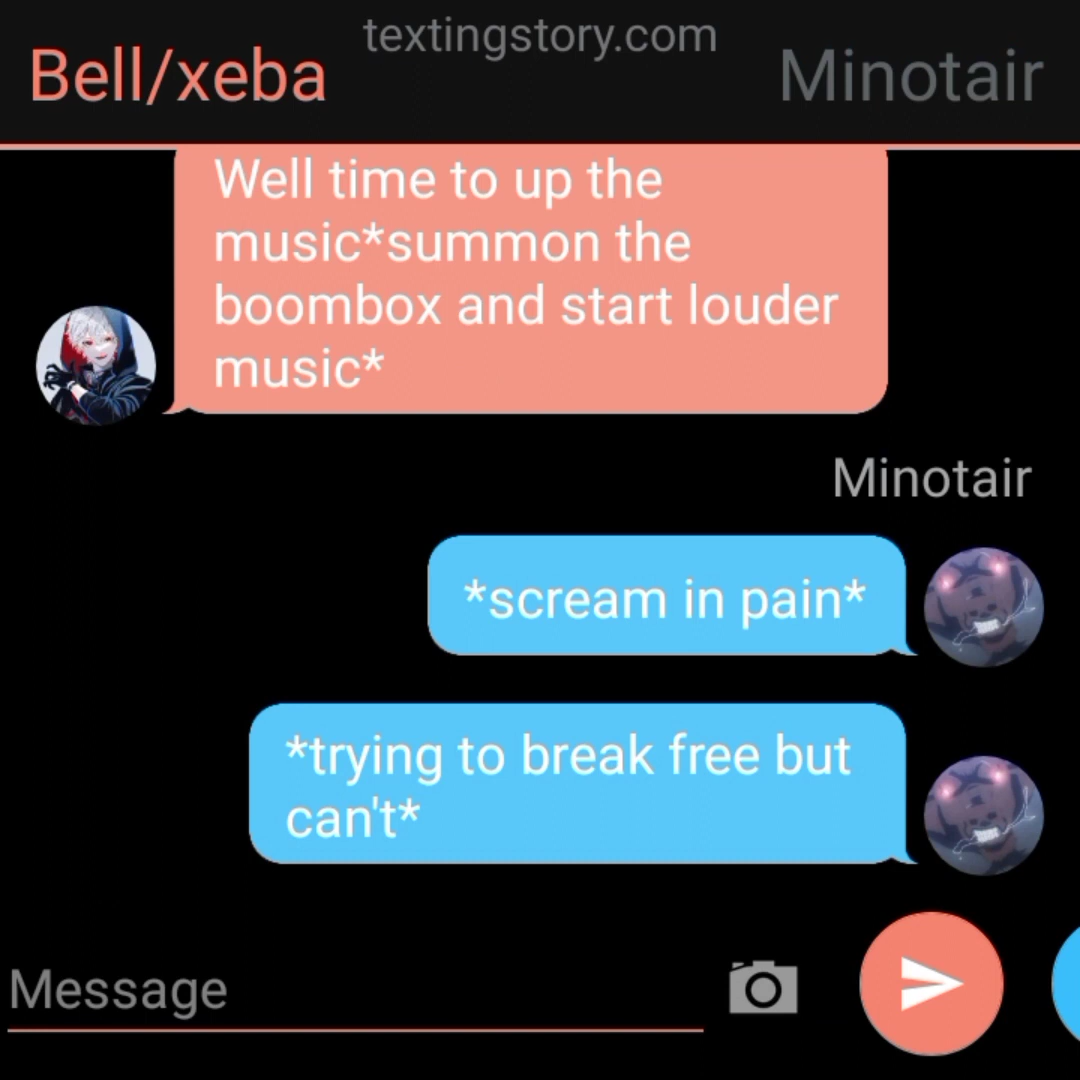 textingstory.com
Bell/xeba
Minotair
Well time to up the
music*summon the
boombox and start louder
music*
Minotair
*scream in pain*
*trying to break free but
can't*
Message